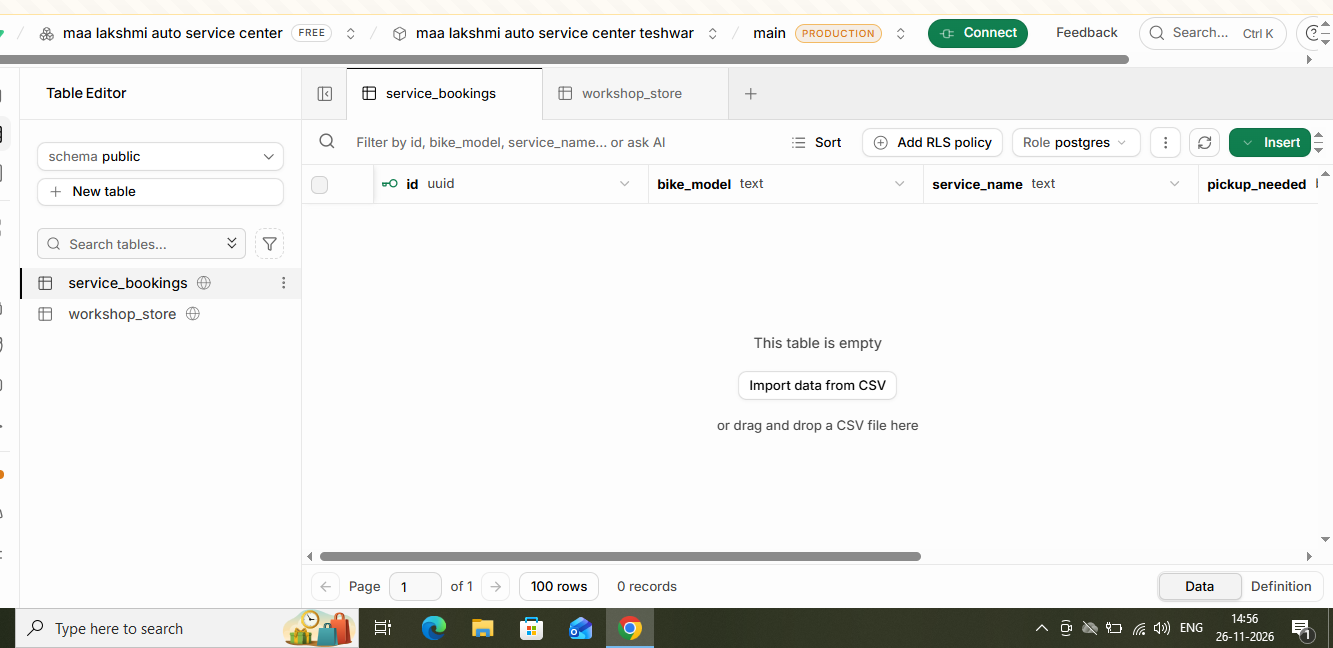 maa lakshmi auto service center FREE maa lakshmi auto service center teshwar main PRODUCTION Connect Feedback Search... Ctrl K
Table Editor
service_bookings workshop_store
schema public
New table
Search tables...
service_bookings
workshop_store
Filter by id, bike_model, service_name... or ask AI Sort Add RLS policy Role postgres Insert
id uuid bike_model text service_name text pickup_needed
This table is empty
Import data from CSV
or drag and drop a CSV file here
Page 1 of 1 100 rows 0 records Data Definition
Type here to search ENG 14:56
26-11-2026 1